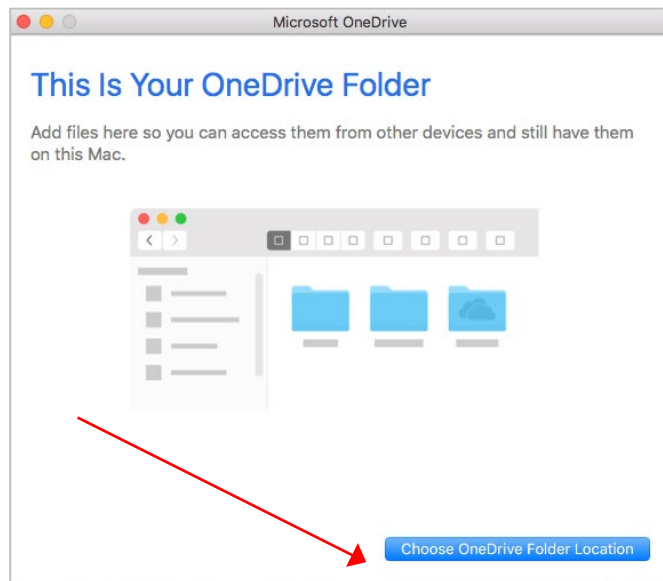 Microsoft OneDrive
This Is Your OneDrive Folder
Add files here so you can access them from other devices and still have them
on this Mac.
Choose OneDrive Folder Location